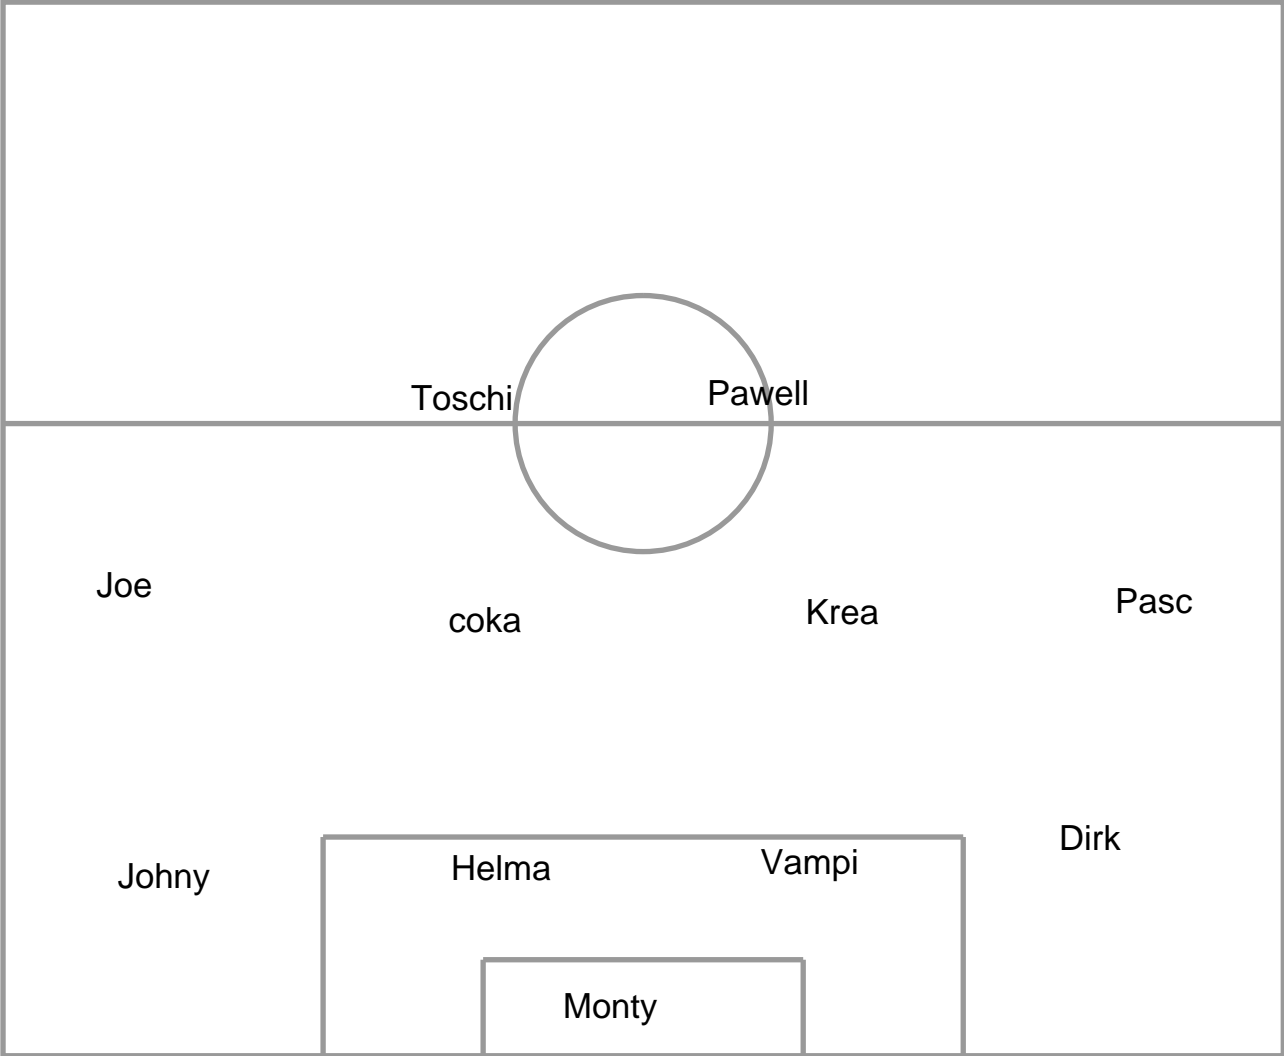 Toschi
Pawell
Joe
coka
Krea
Pasc
Johny
Helma
Vampi
Dirk
Monty